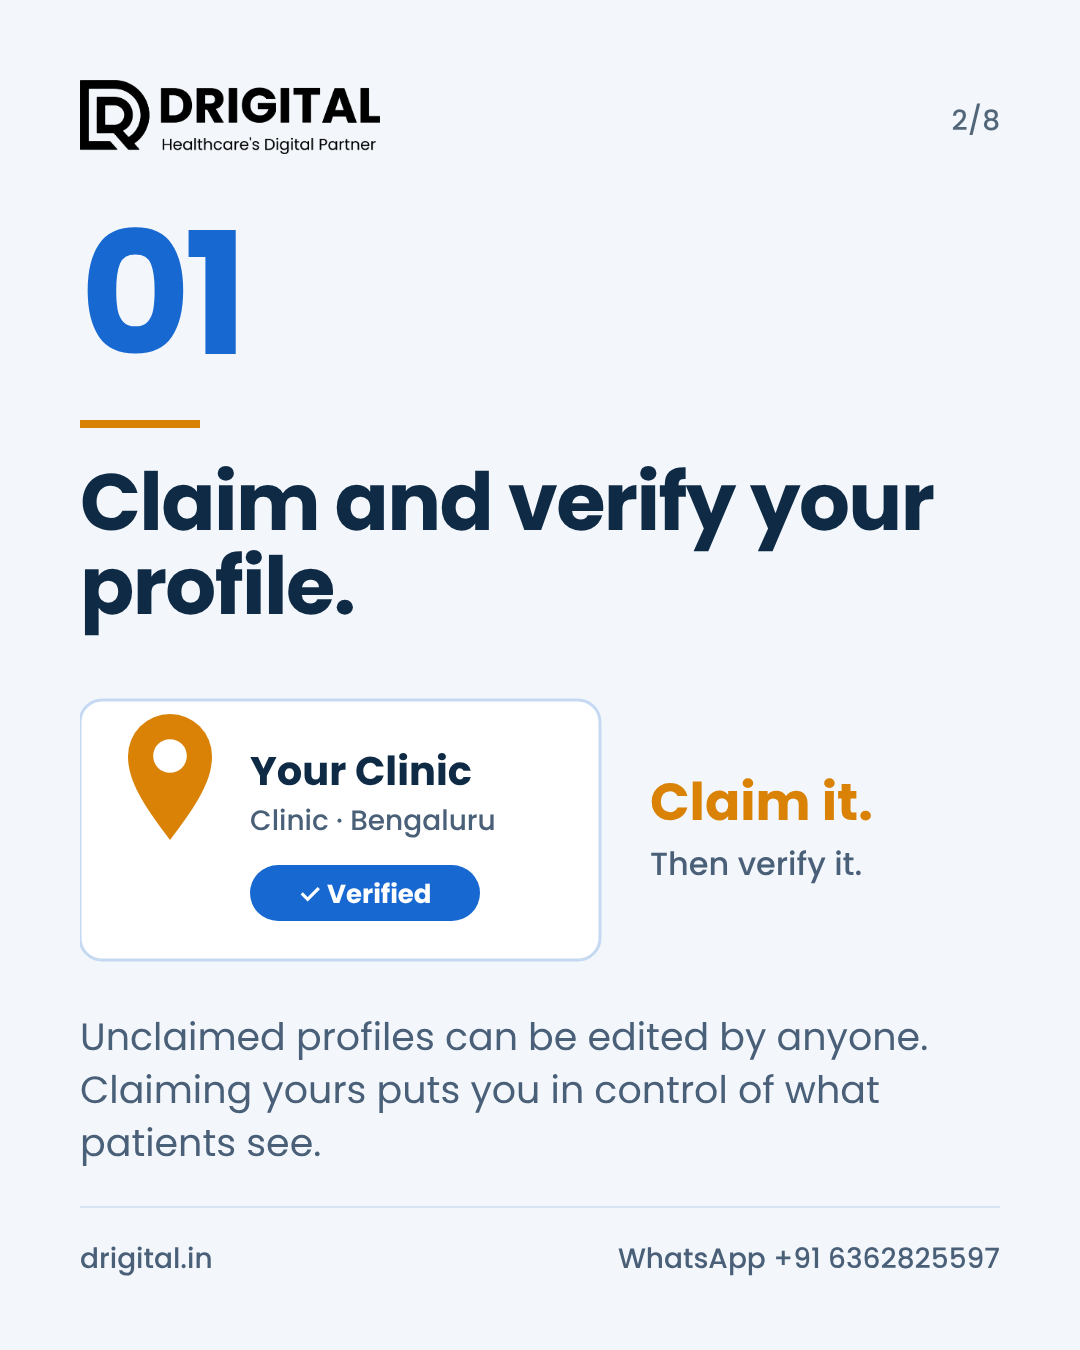 DRIGITAL
Healthcare's Digital Partner
2/8
01
Claim and verify your
profile.
Your Clinic
Clinic · Bengaluru
✓ Verified
Claim it.
Then verify it.
Unclaimed profiles can be edited by anyone.
Claiming yours puts you in control of what
patients see.
drigital.in
WhatsApp +91 6362825597